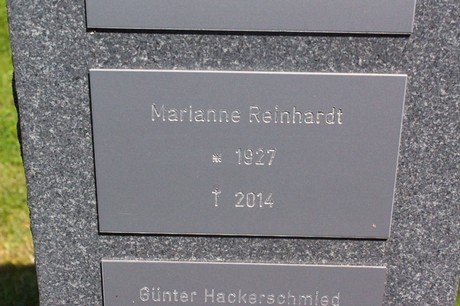 Marianne Reinhardt
* 1927
† 2014
Günter Hackerschmied